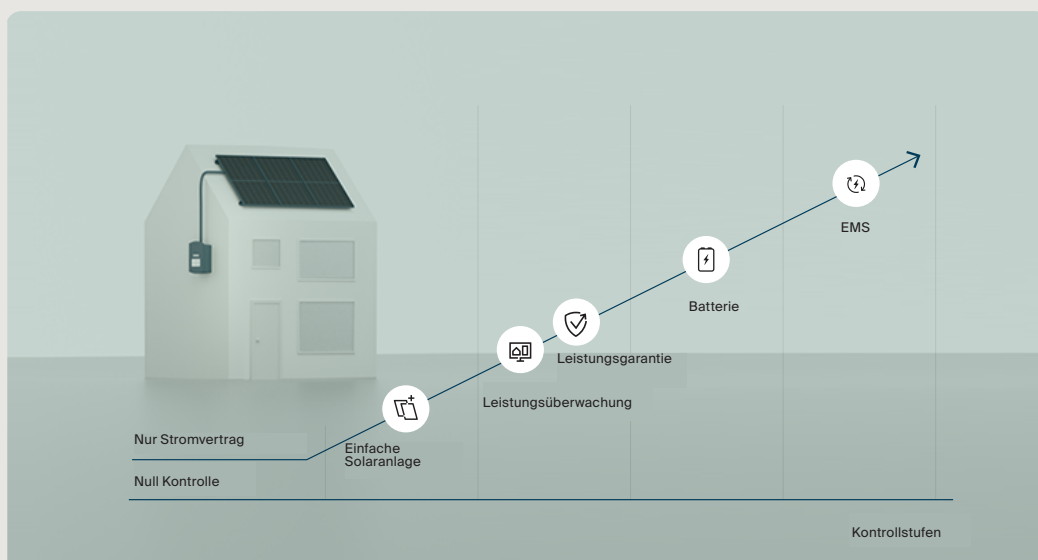 EMS
Batterie
Leistungsgarantie
Leistungsüberwachung
Nur Stromvertrag
Einfache
Solaranlage
Null Kontrolle
Kontrollstufen